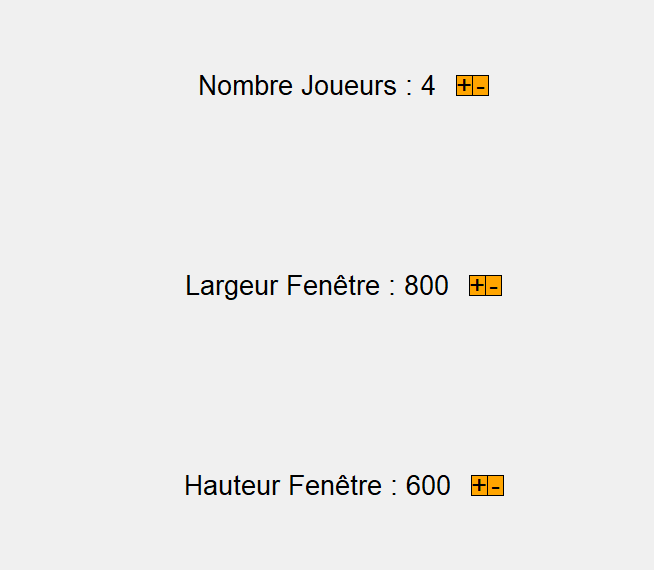 Nombre Joueurs : 4 + -
Largeur Fenêtre : 800 + -
Hauteur Fenêtre : 600 + -